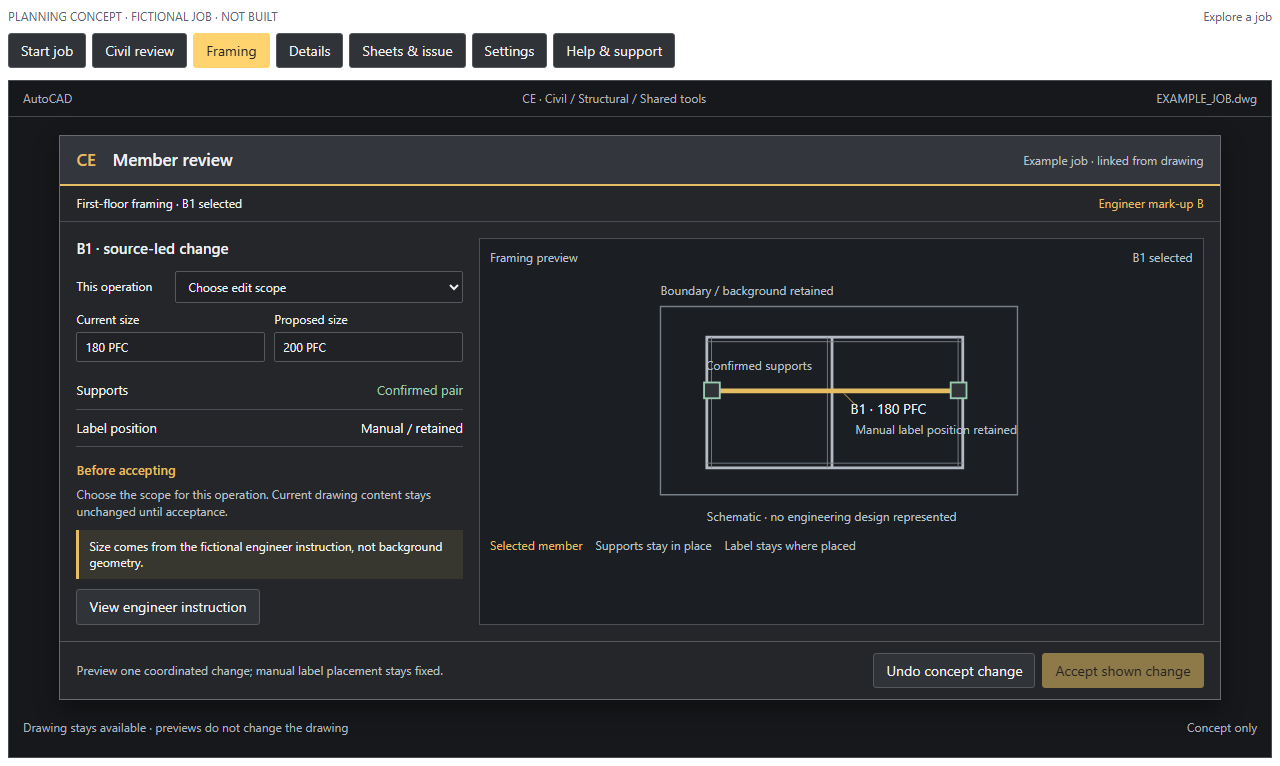 PLANNING CONCEPT · FICTIONAL JOB · NOT BUILT
Explore a job
Start job
Civil review
Framing
Details
Sheets & issue
Settings
Help & support
AutoCAD
CE · Civil / Structural / Shared tools
EXAMPLE_JOB.dwg
CE Member review
Example job · linked from drawing
First-floor framing · B1 selected
Engineer mark-up B
B1 · source-led change
This operation
Choose edit scope
Current size
Proposed size
180 PFC
200 PFC
Supports
Confirmed pair
Label position
Manual / retained
Before accepting
Choose the scope for this operation. Current drawing content stays
unchanged until acceptance.
Size comes from the fictional engineer instruction, not background
geometry.
View engineer instruction
Framing preview
B1 selected
Boundary / background retained
Confirmed supports
B1 · 180 PFC
Manual label position retained
Schematic · no engineering design represented
Selected member
Supports stay in place
Label stays where placed
Preview one coordinated change; manual label placement stays fixed.
Undo concept change
Accept shown change
Drawing stays available · previews do not change the drawing
Concept only